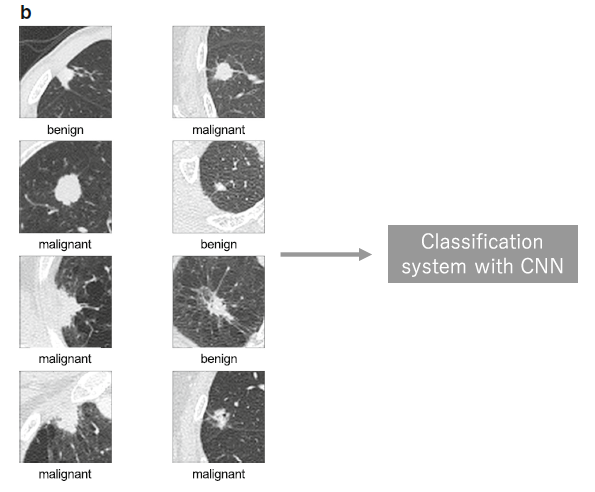 b
benign
malignant
malignant
benign
malignant
benign
malignant
malignant
Classification
system with CNN